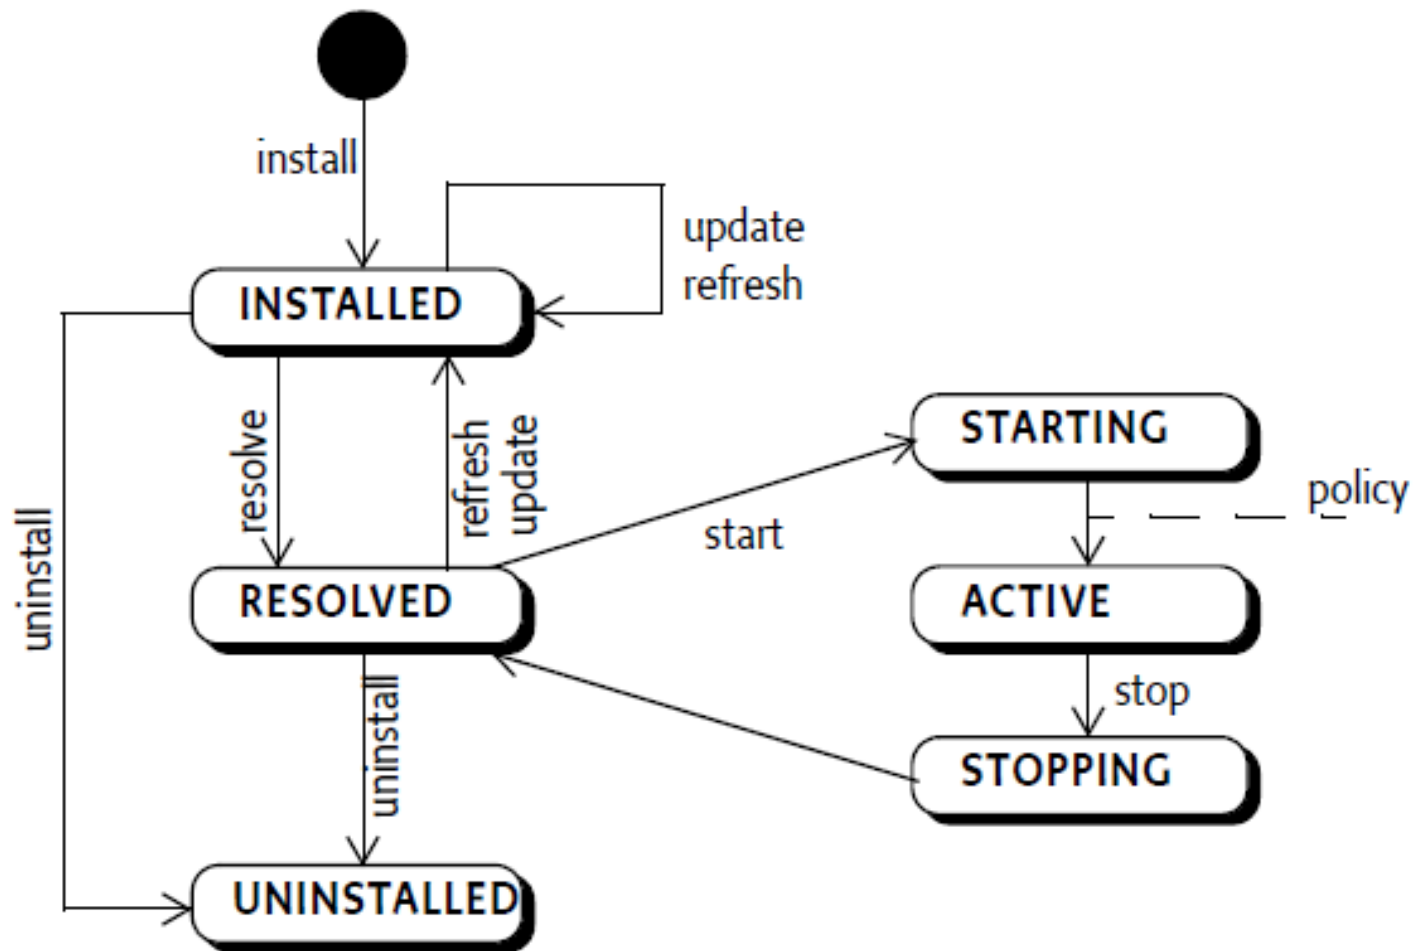 install
update
refresh
INSTALLED
STARTING
resolve
refresh
update
policy
start
uninstall
RESOLVED
ACTIVE
uninstall
stop
STOPPING
UNINSTALLED